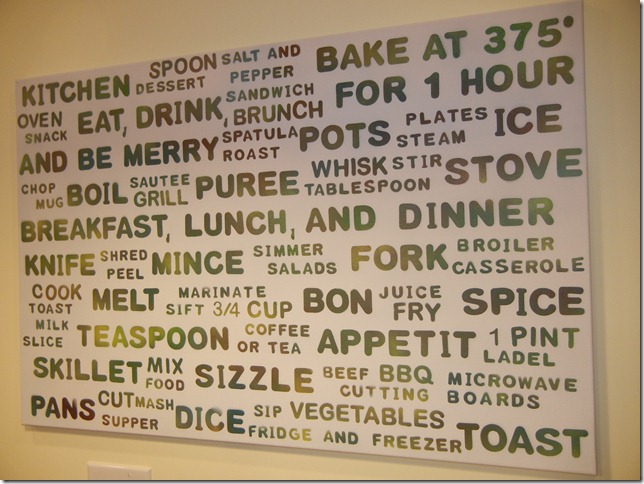 KITCHEN SPOON SALT AND BAKE AT 375°
DESSERT PEPPER
OVEN EAT, DRINK, SANDWICH BRUNCH FOR 1 HOUR
SNACK
AND BE MERRY SPATULA POTS PLATES ICE
ROAST STEAM
CHOP BOIL SAUTEE PUREE WHISK STIR STOVE
MUG GRILL TABLESPOON
BREAKFAST, LUNCH, AND DINNER
KNIFE SHRED MINCE SIMMER FORK BROILER
PEEL SALADS CASSEROLE
COOK MELT MARINATE BON JUICE SPICE
TOAST SIFT 3/4 CUP FRY
MILK TEASPOON COFFEE APPETIT 1 PINT
SLICE OR TEA LADEL
SKILLET MIX SIZZLE BEEF BBQ MICROWAVE
FOOD CUTTING BOARDS
PANS CUT MASH DICE SIP VEGETABLES TOAST
SUPPER FRIDGE AND FREEZER